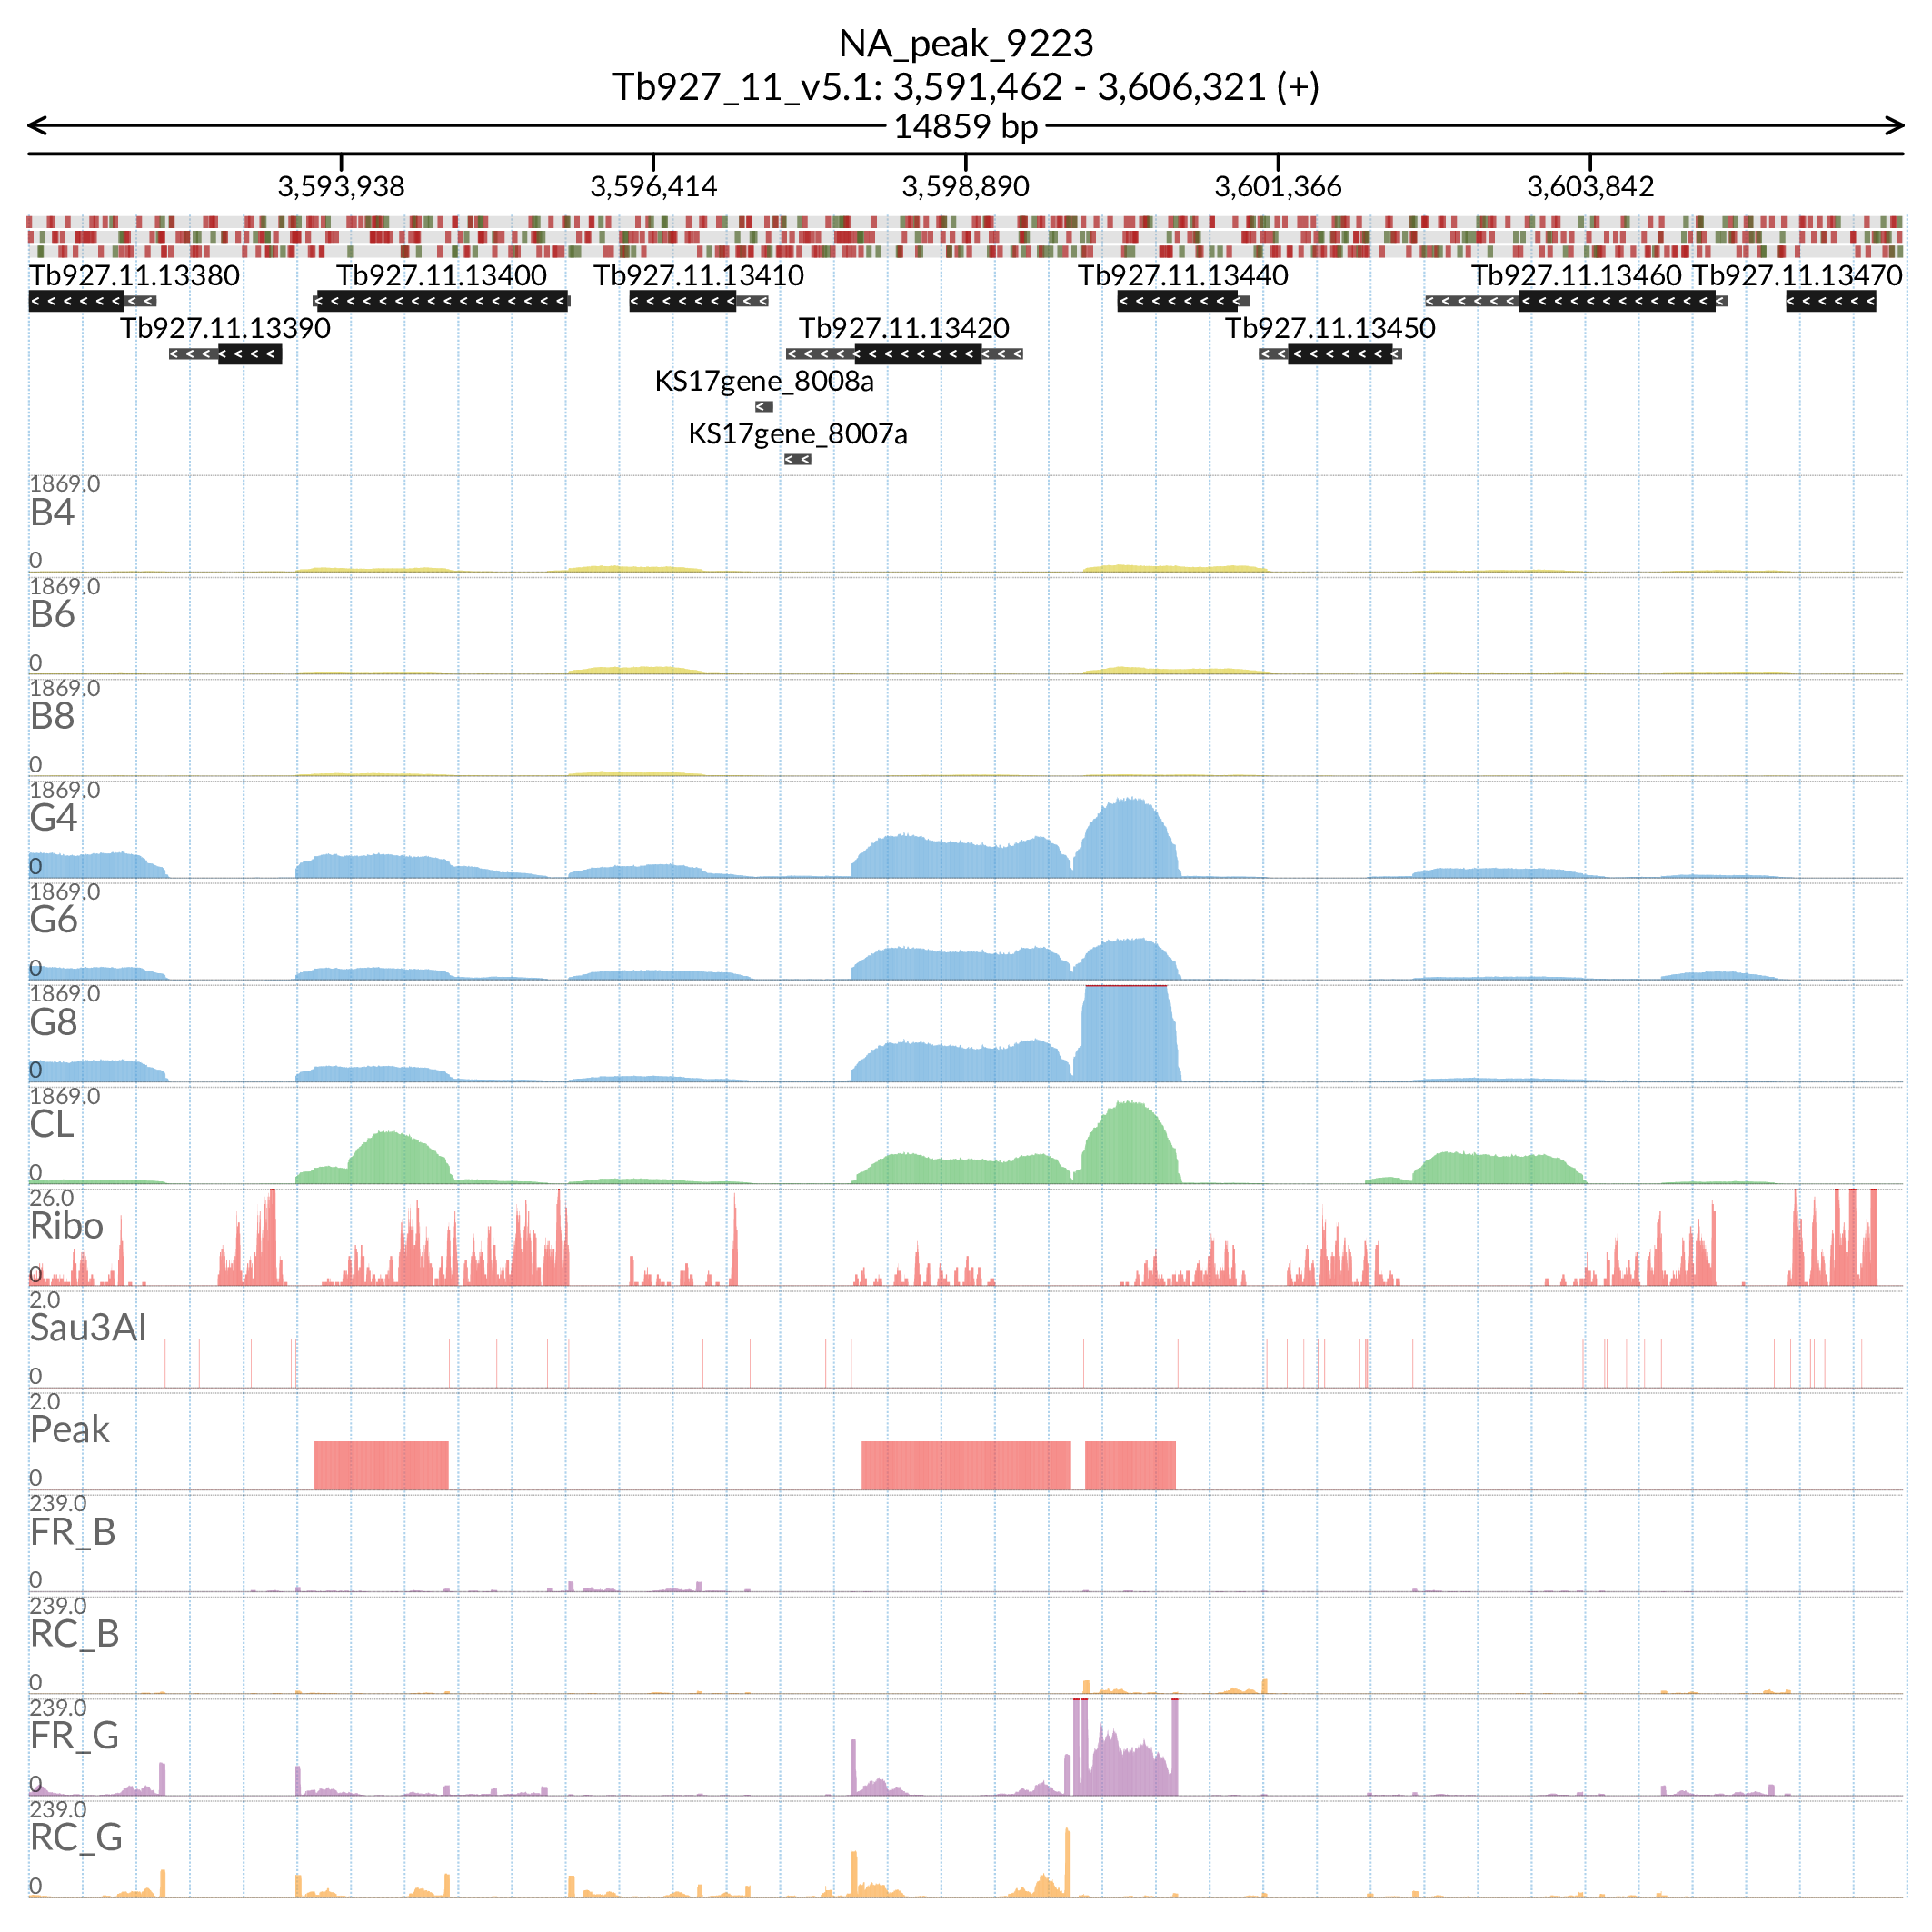 NA_peak_9223
Tb927_11_v5.1: 3,591,462 - 3,606,321 (+)
14859 bp
3,593,938 3,596,414 3,598,890 3,601,366 3,603,842
Tb927.11.13380 Tb927.11.13400 Tb927.11.13410 Tb927.11.13440 Tb927.11.13460 Tb927.11.13470
Tb927.11.13390 Tb927.11.13420 Tb927.11.13450
KS17gene_8008a
KS17gene_8007a
1869.0
B4
0
1869.0
B6
0
1869.0
B8
0
1869.0
G4
0
1869.0
G6
0
1869.0
G8
0
1869.0
CL
0
26.0
Ribo
0
2.0
Sau3AI
0
2.0
Peak
0
239.0
FR_B
0
239.0
RC_B
0
239.0
FR_G
0
239.0
RC_G
0